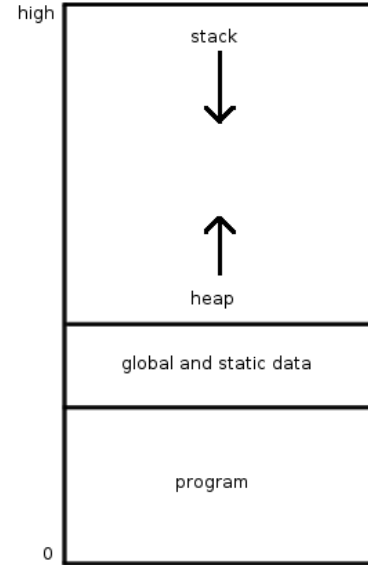 high
stack
heap
global and static data
program
0